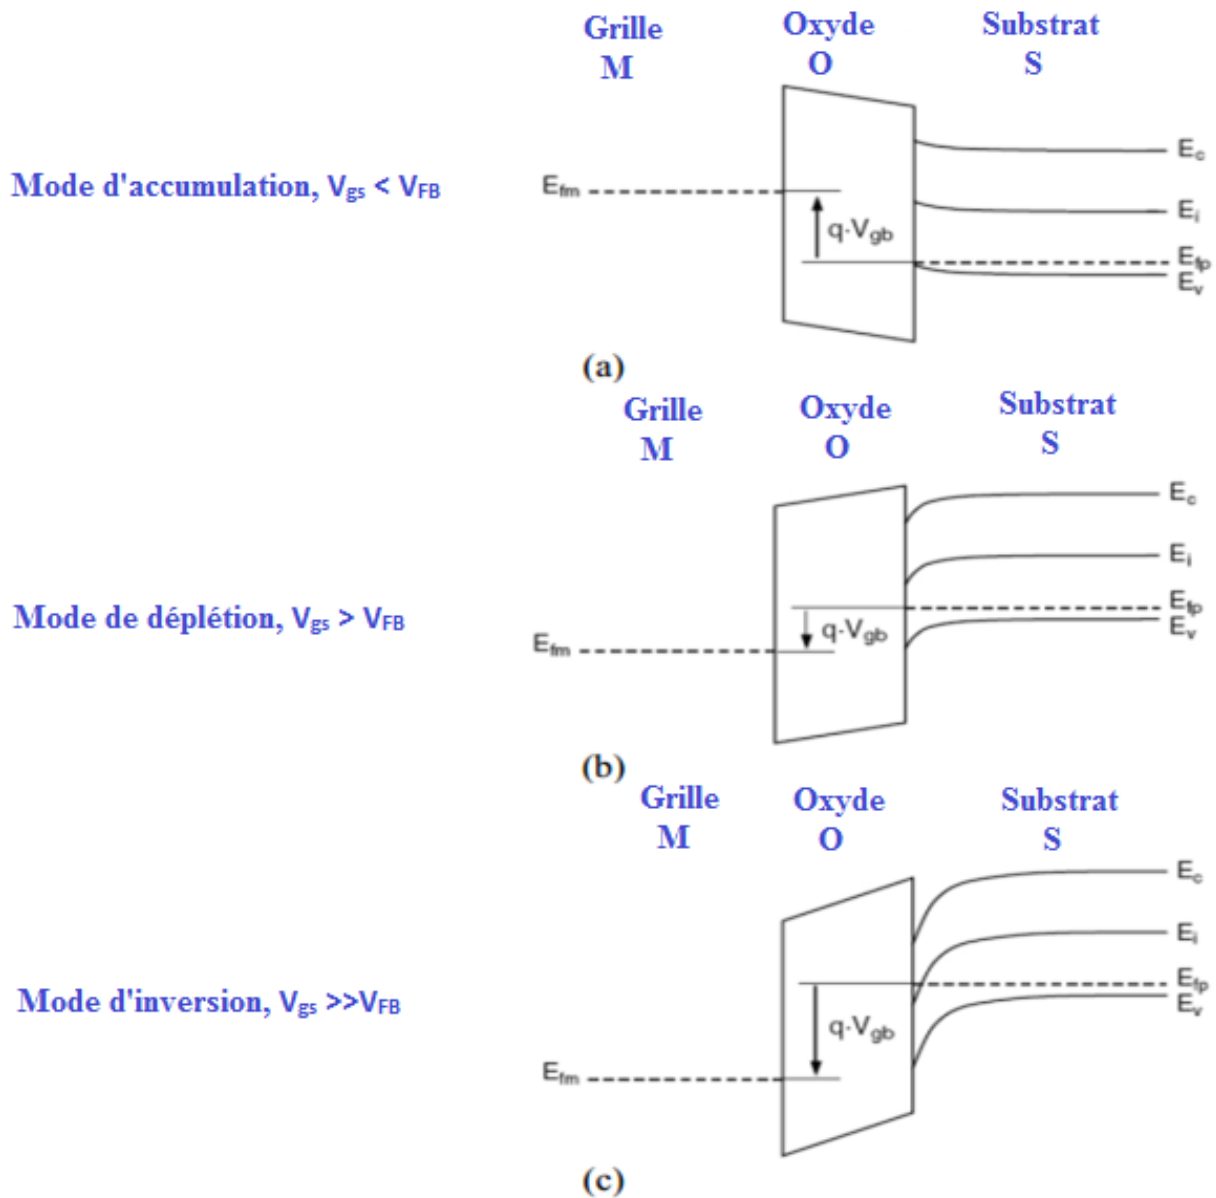 Grille Oxyde Substrat
M O S
Mode d'accumulation, Vgs < VFB
Efm
q·Vgb
Ec
Ei
Efp
Ev
(a)
Grille Oxyde Substrat
M O S
Mode de déplétion, Vgs > VFB
Efm
q·Vgb
Ec
Ei
Efp
Ev
(b)
Grille Oxyde Substrat
M O S
Mode d'inversion, Vgs >>VFB
Efm
q·Vgb
Ec
Ei
Efp
Ev
(c)